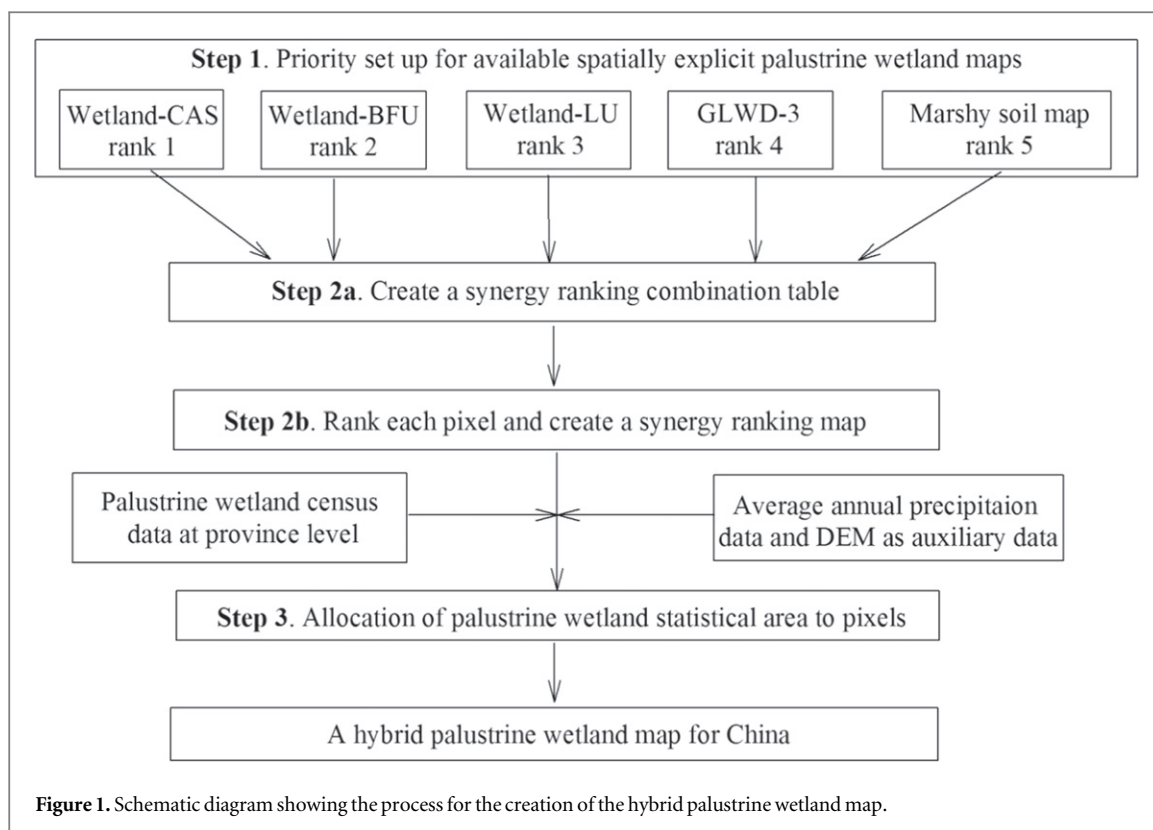 Step 1. Priority set up for available spatially explicit palustrine wetland maps
Wetland-CAS
rank 1
Wetland-BFU
rank 2
Wetland-LU
rank 3
GLWD-3
rank 4
Marshy soil map
rank 5
Step 2a. Create a synergy ranking combination table
Step 2b. Rank each pixel and create a synergy ranking map
Palustrine wetland census
data at province level
Average annual precipitaion
data and DEM as auxiliary data
Step 3. Allocation of palustrine wetland statistical area to pixels
A hybrid palustrine wetland map for China
Figure 1. Schematic diagram showing the process for the creation of the hybrid palustrine wetland map.